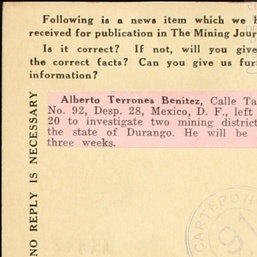 Following is a news item which we h
received for publication in The Mining Jour
Is it correct? If not, will you give
the correct facts? Can you give us fur
information?
Alberto Terrones Benitez, Calle Ta
No. 92, Desp. 28, Mexico, D. F., left
20 to investigate two mining district
the state of Durango. He will be
three weeks.
NO REPLY IS NECESSARY
CARTERON
91